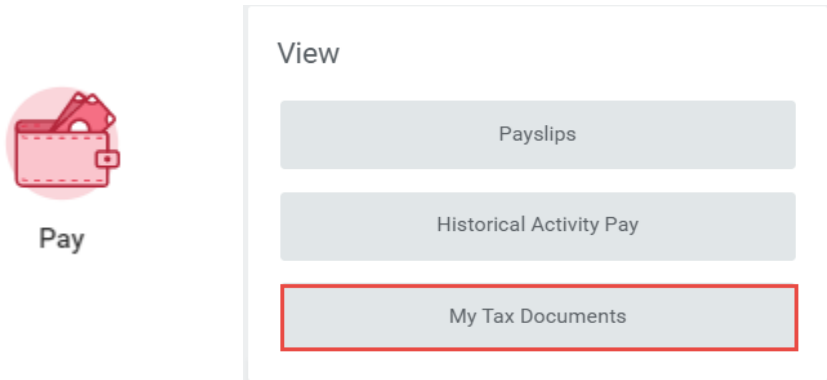 Pay
View
Payslips
Historical Activity Pay
My Tax Documents